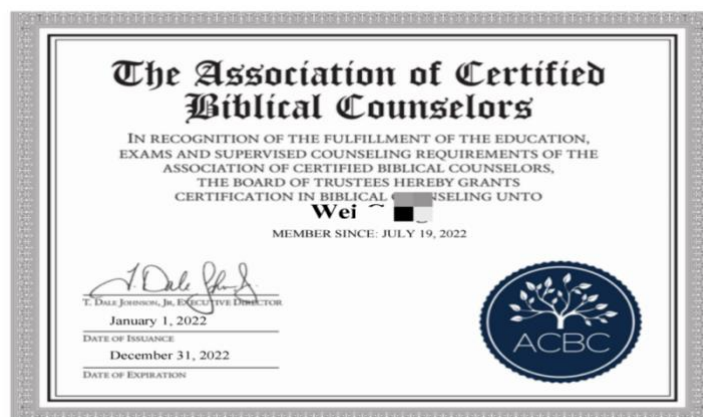 The Association of Certified
Biblical Counselors
IN RECOGNITION OF THE FULFILLMENT OF THE EDUCATION,
EXAMS AND SUPERVISED COUNSELING REQUIREMENTS OF THE
ASSOCIATION OF CERTIFIED BIBLICAL COUNSELORS,
THE BOARD OF TRUSTEES HEREBY GRANTS
CERTIFICATION IN BIBLICAL UNTO
Wei
MEMBER SINCE: JULY 19, 2022
T. DALE JOHNSON, JR. EXECUTIVE DIRECTOR
January 1, 2022
DATE OF ISSUANCE
December 31, 2022
DATE OF EXPIRATION
ACBC